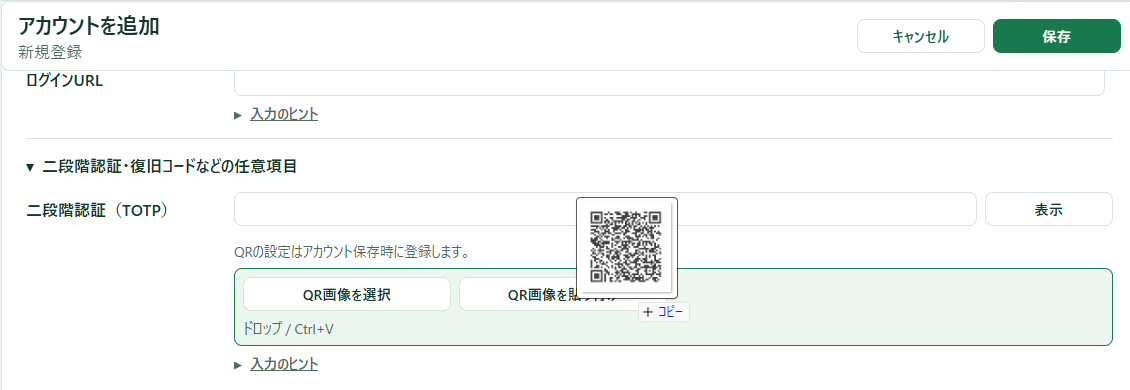 アカウントを追加
新規登録
キャンセル
保存
ログインURL
▶ 入力のヒント
▼ 二段階認証・復旧コードなどの任意項目
二段階認証（TOTP）
表示
QRの設定はアカウント保存時に登録します。
QR画像を選択
QR画像を貼り付け
+ コピー
ドロップ / Ctrl+V
▶ 入力のヒント